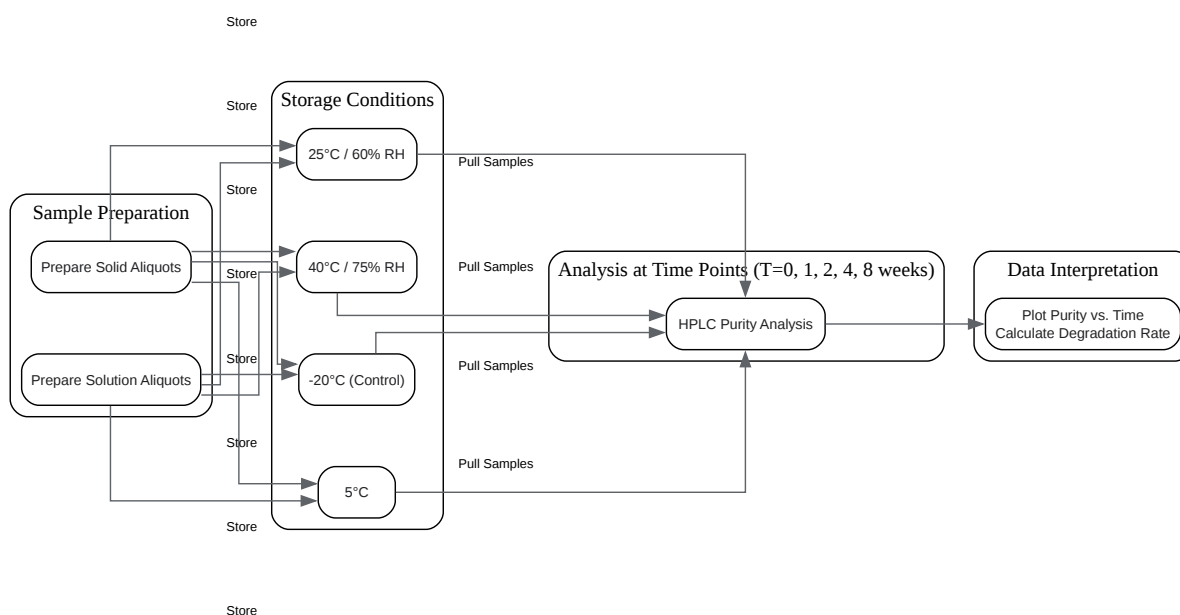 Store
Store
Store
Store
Store
Store
Store
Store
Sample Preparation
Prepare Solid Aliquots
Prepare Solution Aliquots
Storage Conditions
25°C / 60% RH
40°C / 75% RH
-20°C (Control)
5°C
Pull Samples
Pull Samples
Pull Samples
Pull Samples
Analysis at Time Points (T=0, 1, 2, 4, 8 weeks)
HPLC Purity Analysis
Data Interpretation
Plot Purity vs. Time
Calculate Degradation Rate